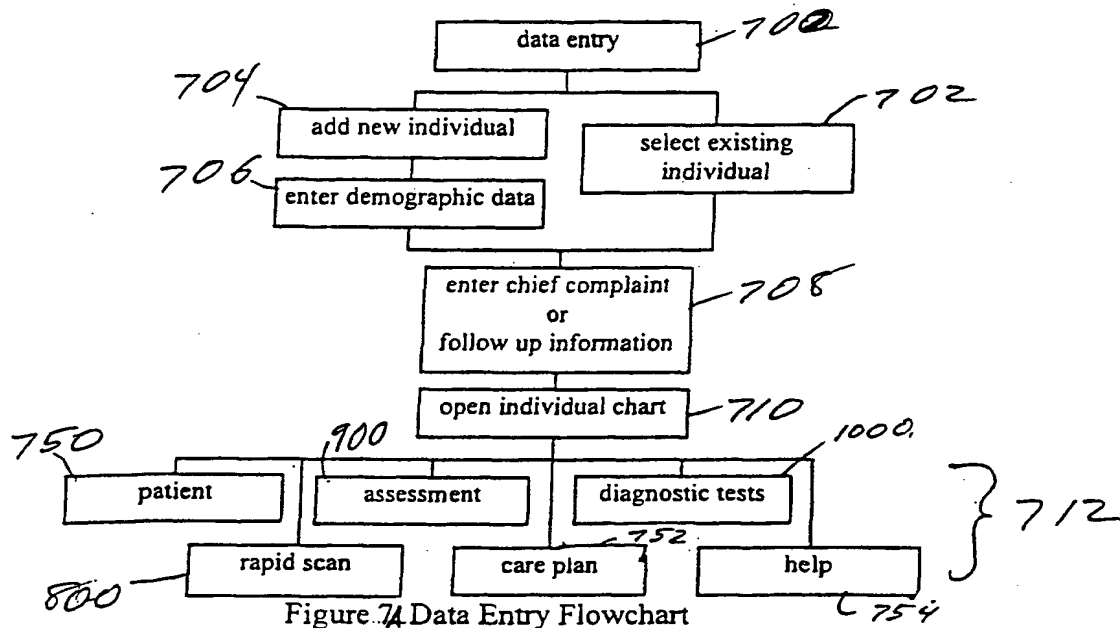 data entry
700
704
702
add new individual
select existing
individual
706
enter demographic data
enter chief complaint
or
follow up information
708
open individual chart
710
750
900
1000
patient
assessment
diagnostic tests
712
752
rapid scan
care plan
help
800
754
Figure 7A Data Entry Flowchart